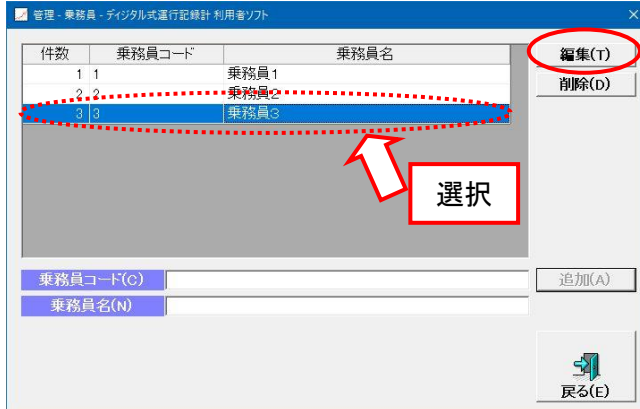 管理 - 乗務員 - ディジタル式運行記録計 利用者ソフト
件数 乗務員コード 乗務員名 編集(T)
1 1 乗務員1
削除(D)
2 2 乗務員2
3 3 乗務員3
選択
乗務員コード(C) 追加(A)
乗務員名(N)
戻る(E)